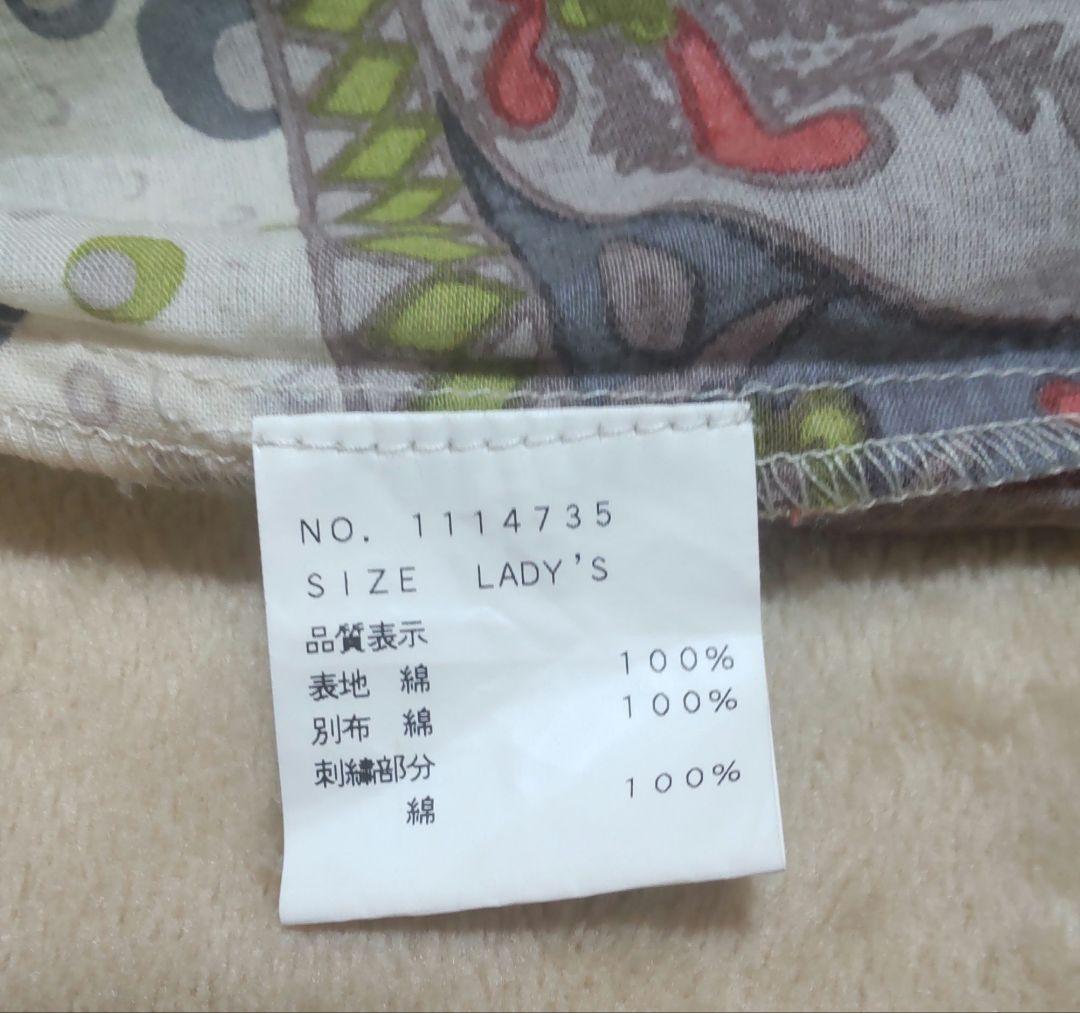 NO. 1114735
SIZE LADY'S
品質表示
表地 綿 100%
別布 綿 100%
刺繡部分
綿 100%